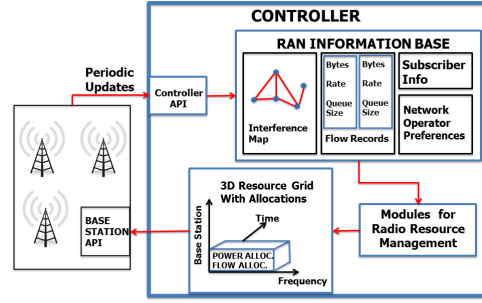 CONTROLLER
RAN INFORMATION BASE
Periodic
Updates
Controller
API
Interference
Map
Bytes
Rate
Queue
Size
Bytes
Rate
Queue
Size
Flow Records
Subscriber
Info
Network
Operator
Preferences
BASE
STATION
API
3D Resource Grid
With Allocations
Base Station
Time
POWER ALLOC.
FLOW ALLOC.
Frequency
Modules for
Radio Resource
Management